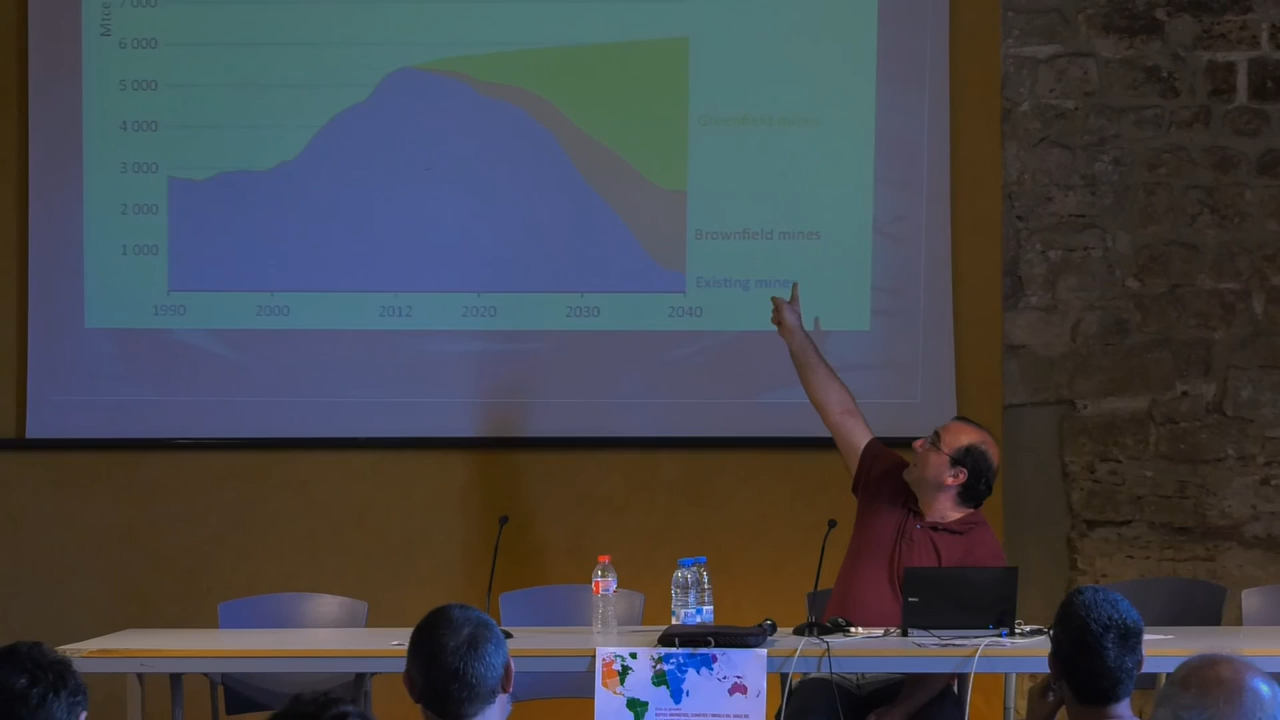 Mtce
7 000
6 000
5 000
4 000
3 000
2 000
1 000
Greenfield mines
Brownfield mines
Existing mines
1990 2000 2012 2020 2030 2040